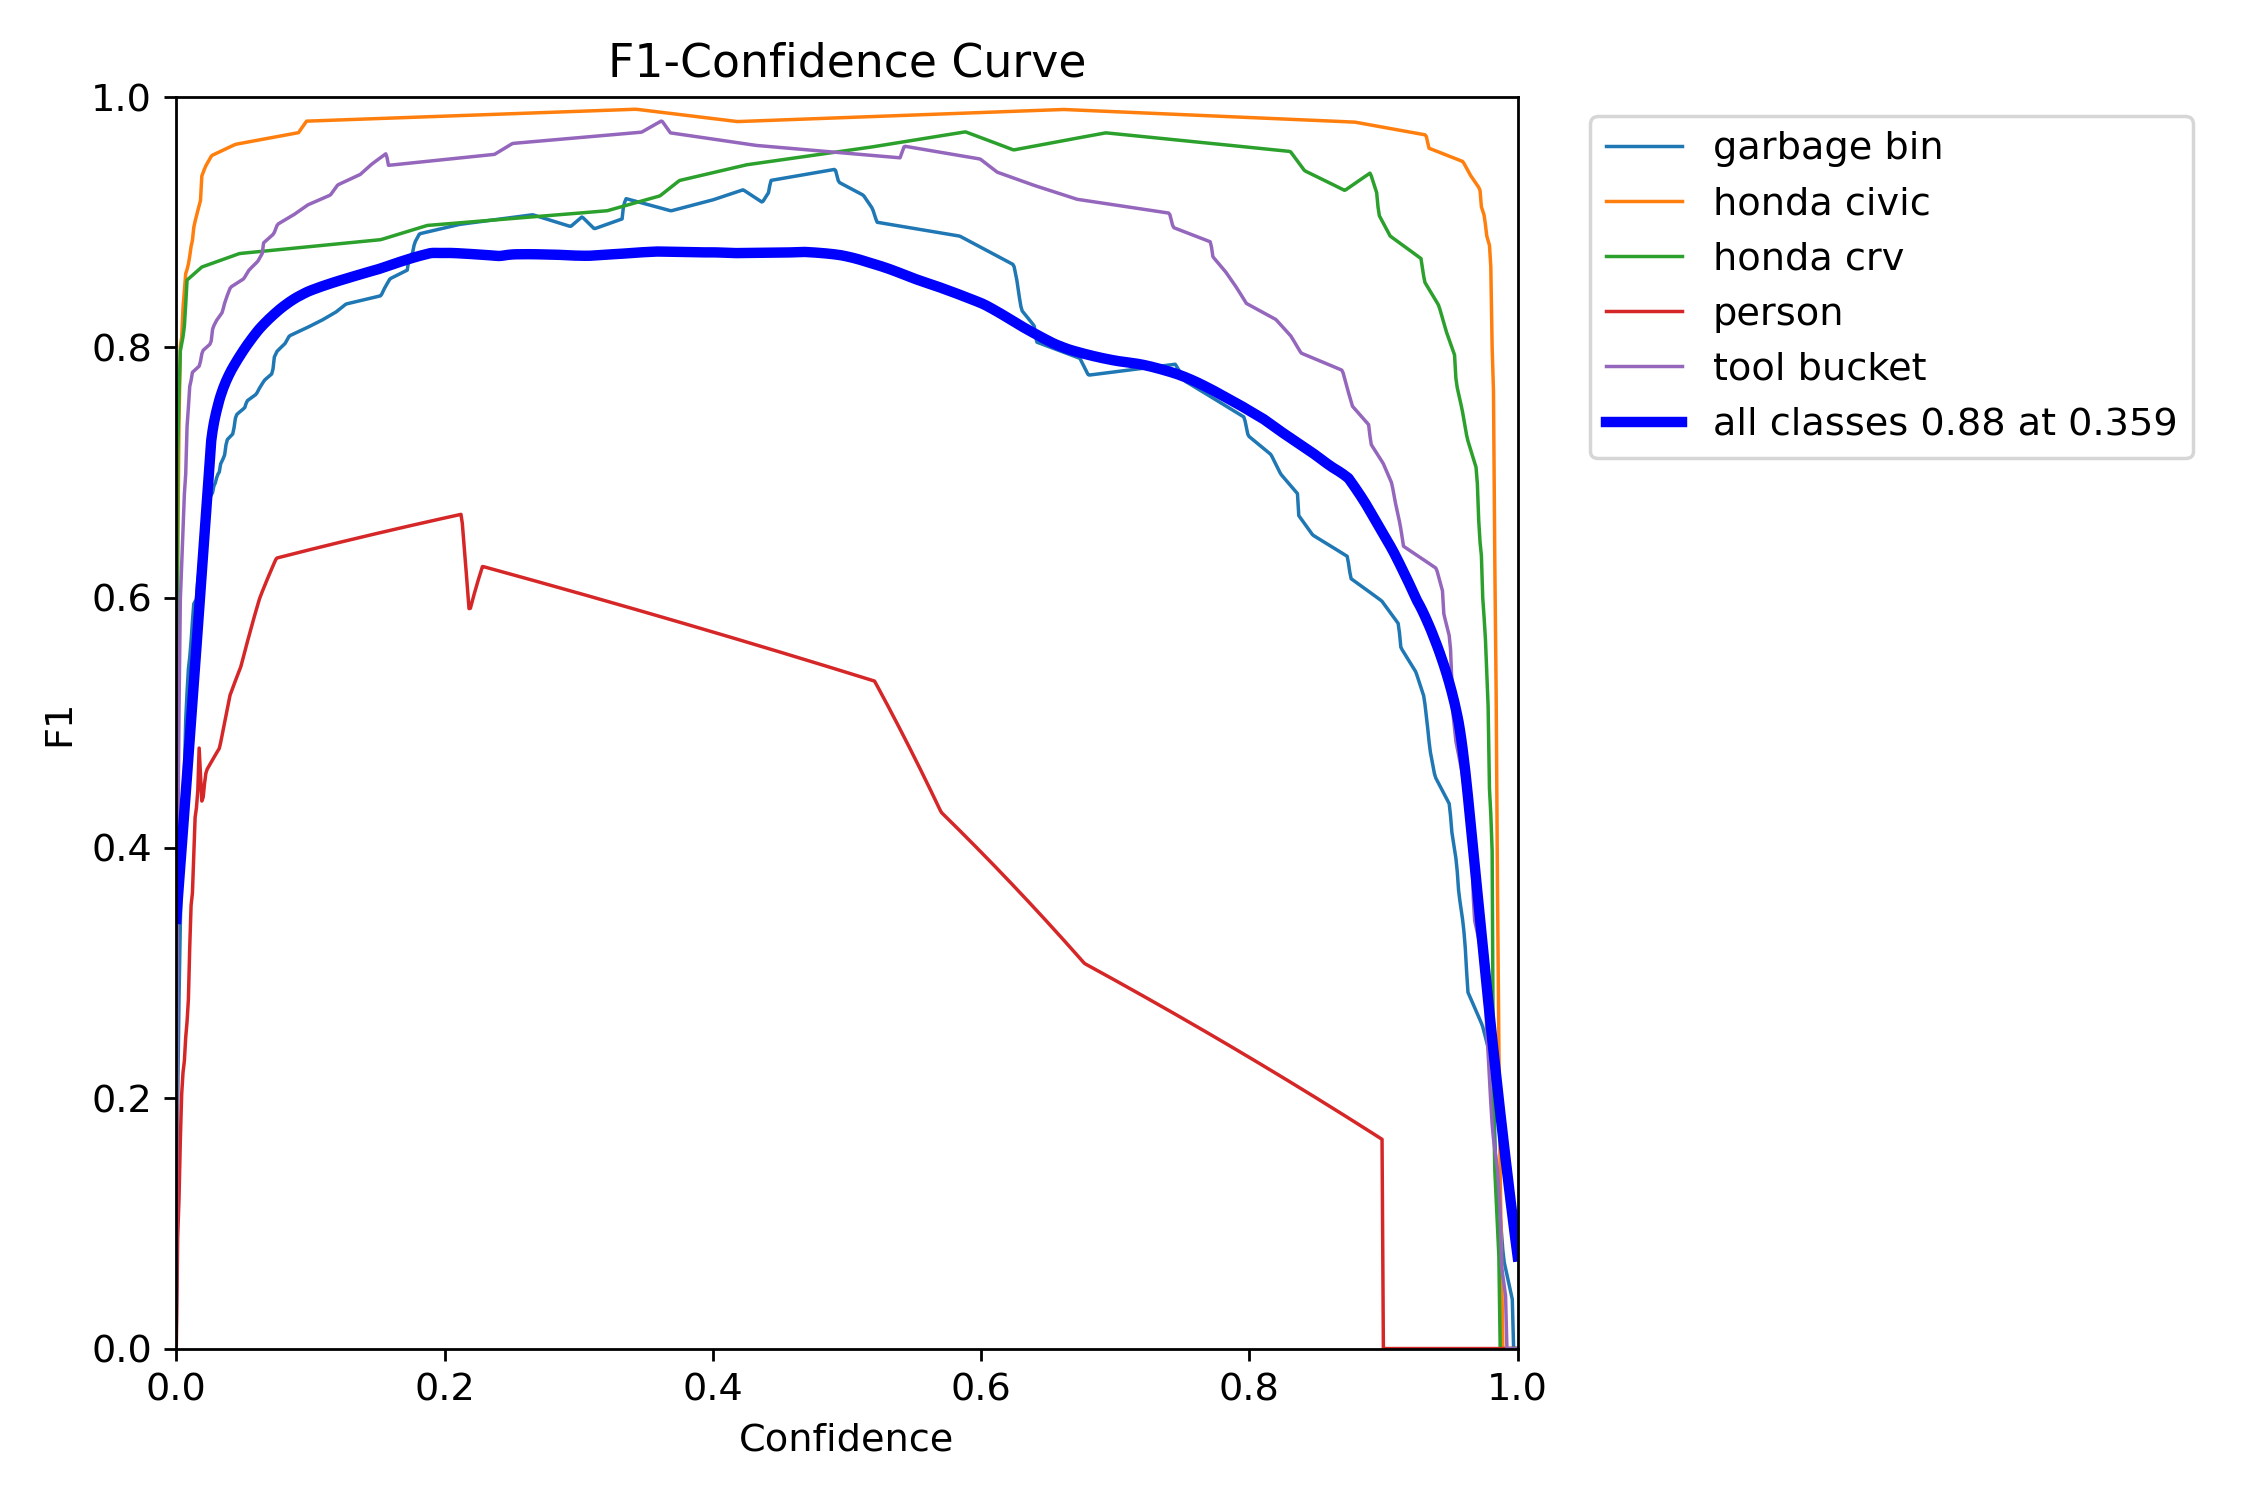 F1-Confidence Curve
1.0
0.8
0.6
0.4
0.2
0.0
F1
0.0 0.2 0.4 0.6 0.8 1.0
Confidence
garbage bin
honda civic
honda crv
person
tool bucket
all classes 0.88 at 0.359